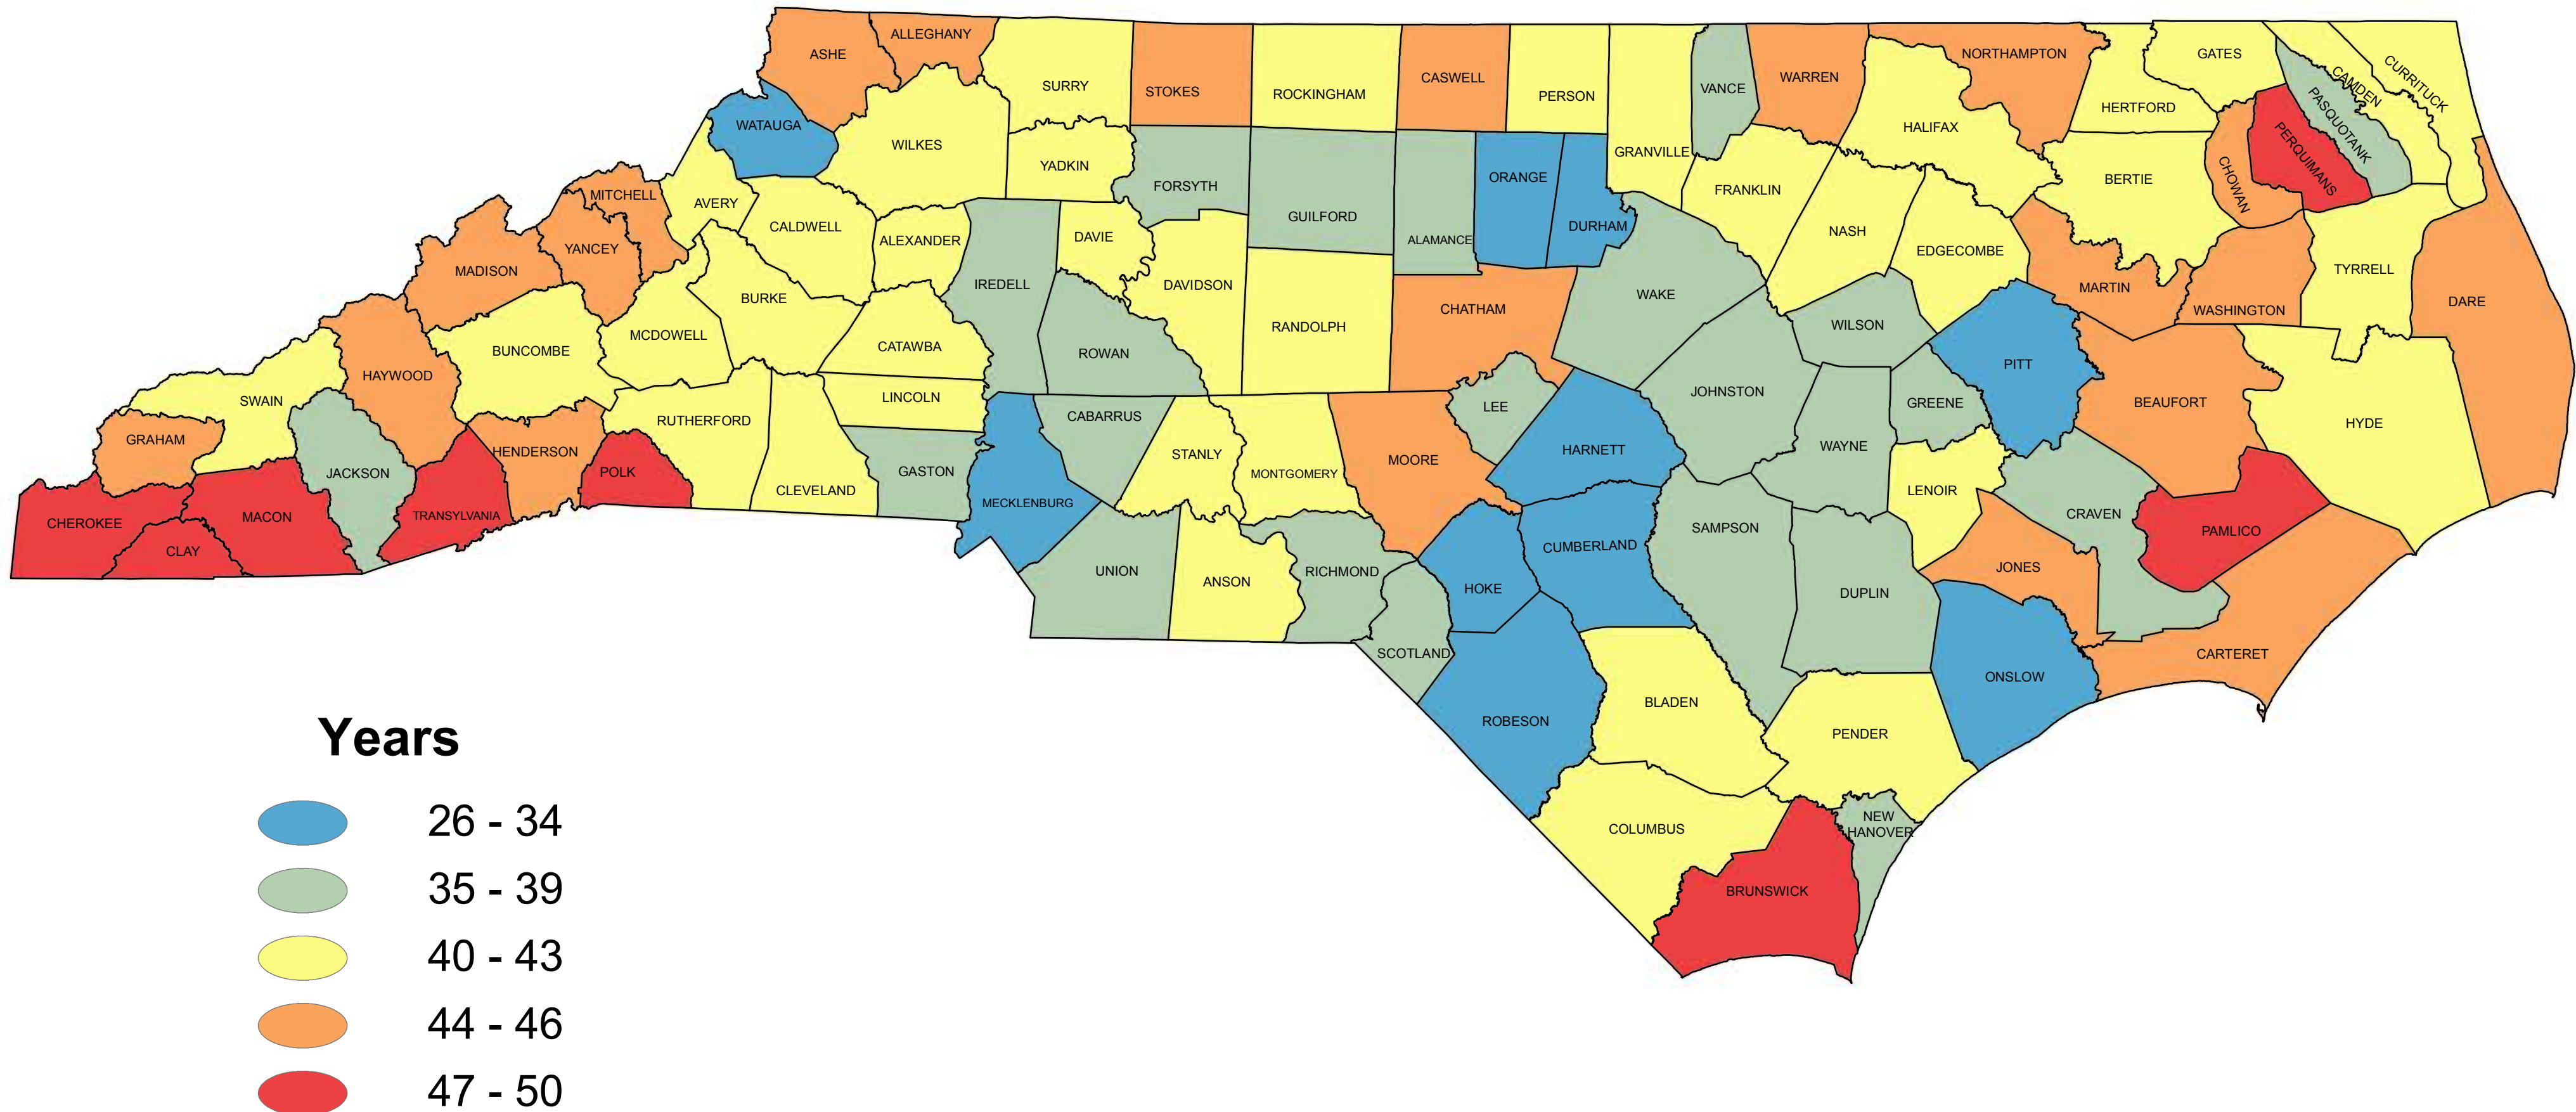 ASHE
ALLEGHANY
SURRY
STOKES
ROCKINGHAM
CASWELL
PERSON
VANCE
WARREN
NORTHAMPTON
GATES
CAMDEN
CURRITUCK
HERTFORD
PASQUOTANK
PERQUIMANS
CHOWAN
WATAUGA
WILKES
YADKIN
FORSYTH
GUILFORD
ALAMANCE
ORANGE
DURHAM
GRANVILLE
FRANKLIN
HALIFAX
NASH
EDGECOMBE
BERTIE
MITCHELL
AVERY
CALDWELL
ALEXANDER
IREDELL
DAVIE
DAVIDSON
RANDOLPH
CHATHAM
WAKE
WILSON
MARTIN
WASHINGTON
TYRRELL
DARE
MADISON
YANCEY
BURKE
MCDOWELL
BUNCOMBE
CATAWBA
ROWAN
LEE
JOHNSTON
GREENE
PITT
BEAUFORT
HYDE
SWAIN
HAYWOOD
LINCOLN
RUTHERFORD
CABARRUS
GRAHAM
HENDERSON
JACKSON
POLK
CLEVELAND
GASTON
MECKLENBURG
STANLY
MONTGOMERY
MOORE
HARNETT
WAYNE
LENOIR
CRAVEN
PAMLICO
CHEROKEE
CLAY
MACON
TRANSYLVANIA
UNION
ANSON
RICHMOND
HOKE
CUMBERLAND
SAMPSON
DUPLIN
JONES
CARTERET
SCOTLAND
ROBESON
BLADEN
PENDER
ONSLOW
COLUMBUS
NEW
HANOVER
BRUNSWICK
Years
26 - 34
35 - 39
40 - 43
44 - 46
47 - 50